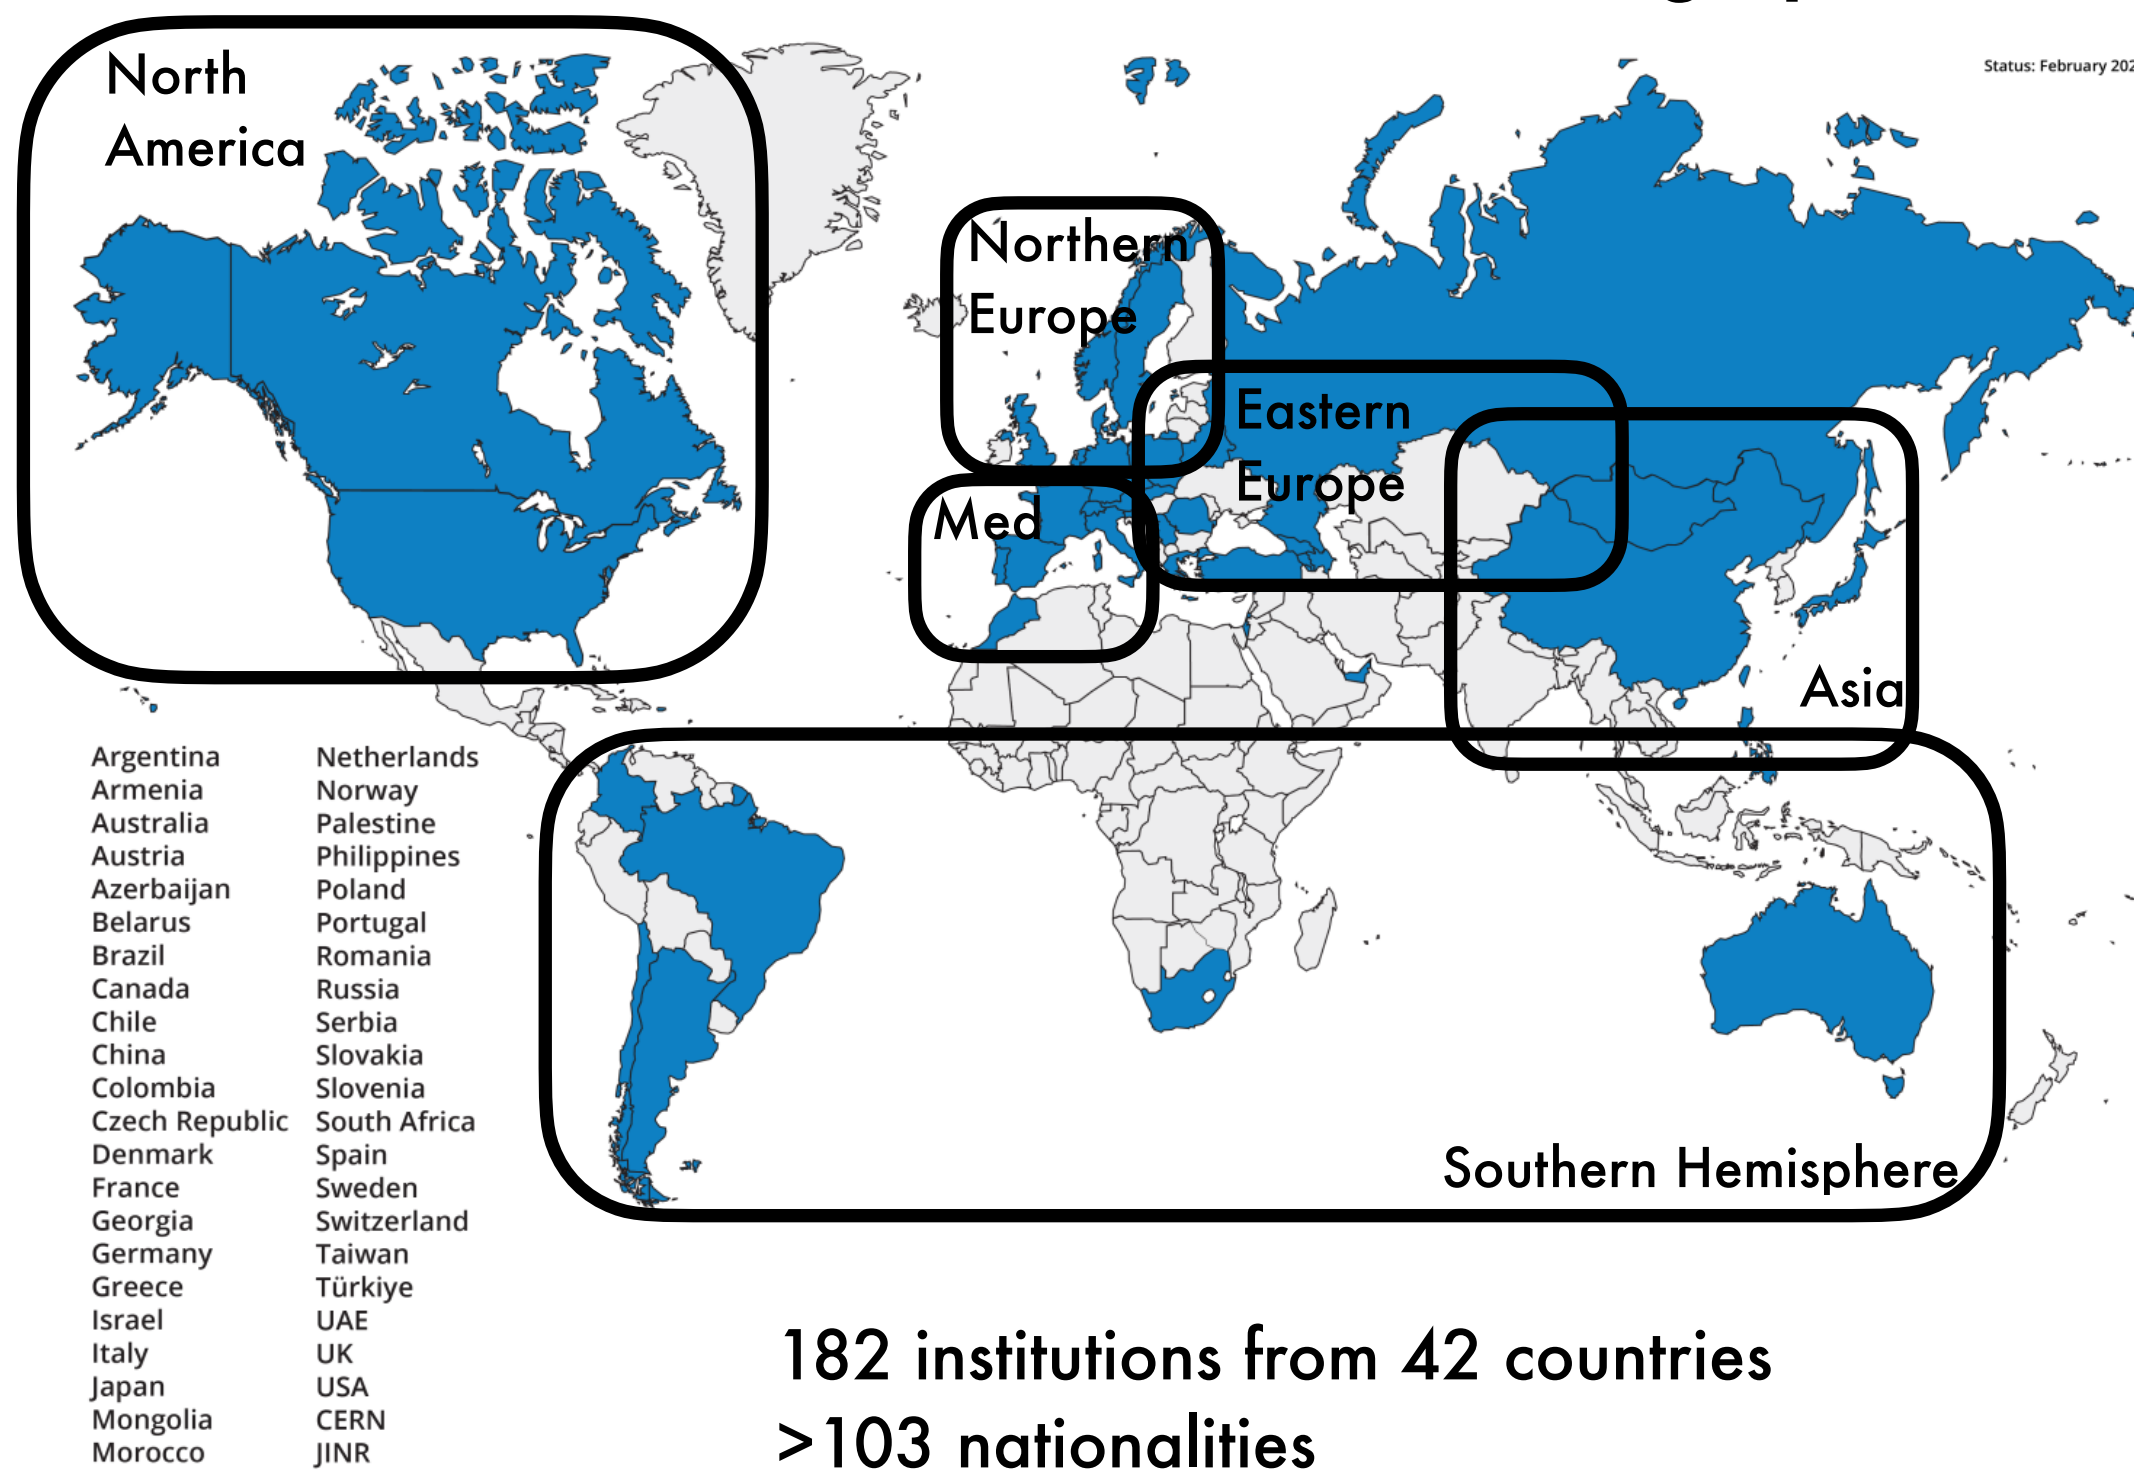 Status: February 202
North
America
Northern
Europe
Eastern
Europe
Med
Asia
Argentina
Armenia
Australia
Austria
Azerbaijan
Belarus
Brazil
Canada
Chile
China
Colombia
Czech Republic
Denmark
France
Georgia
Germany
Greece
Israel
Italy
Japan
Mongolia
Morocco
Netherlands
Norway
Palestine
Philippines
Poland
Portugal
Romania
Russia
Serbia
Slovakia
Slovenia
South Africa
Spain
Sweden
Switzerland
Taiwan
Türkiye
UAE
UK
USA
CERN
JINR
Southern Hemisphere
182 institutions from 42 countries
>103 nationalities